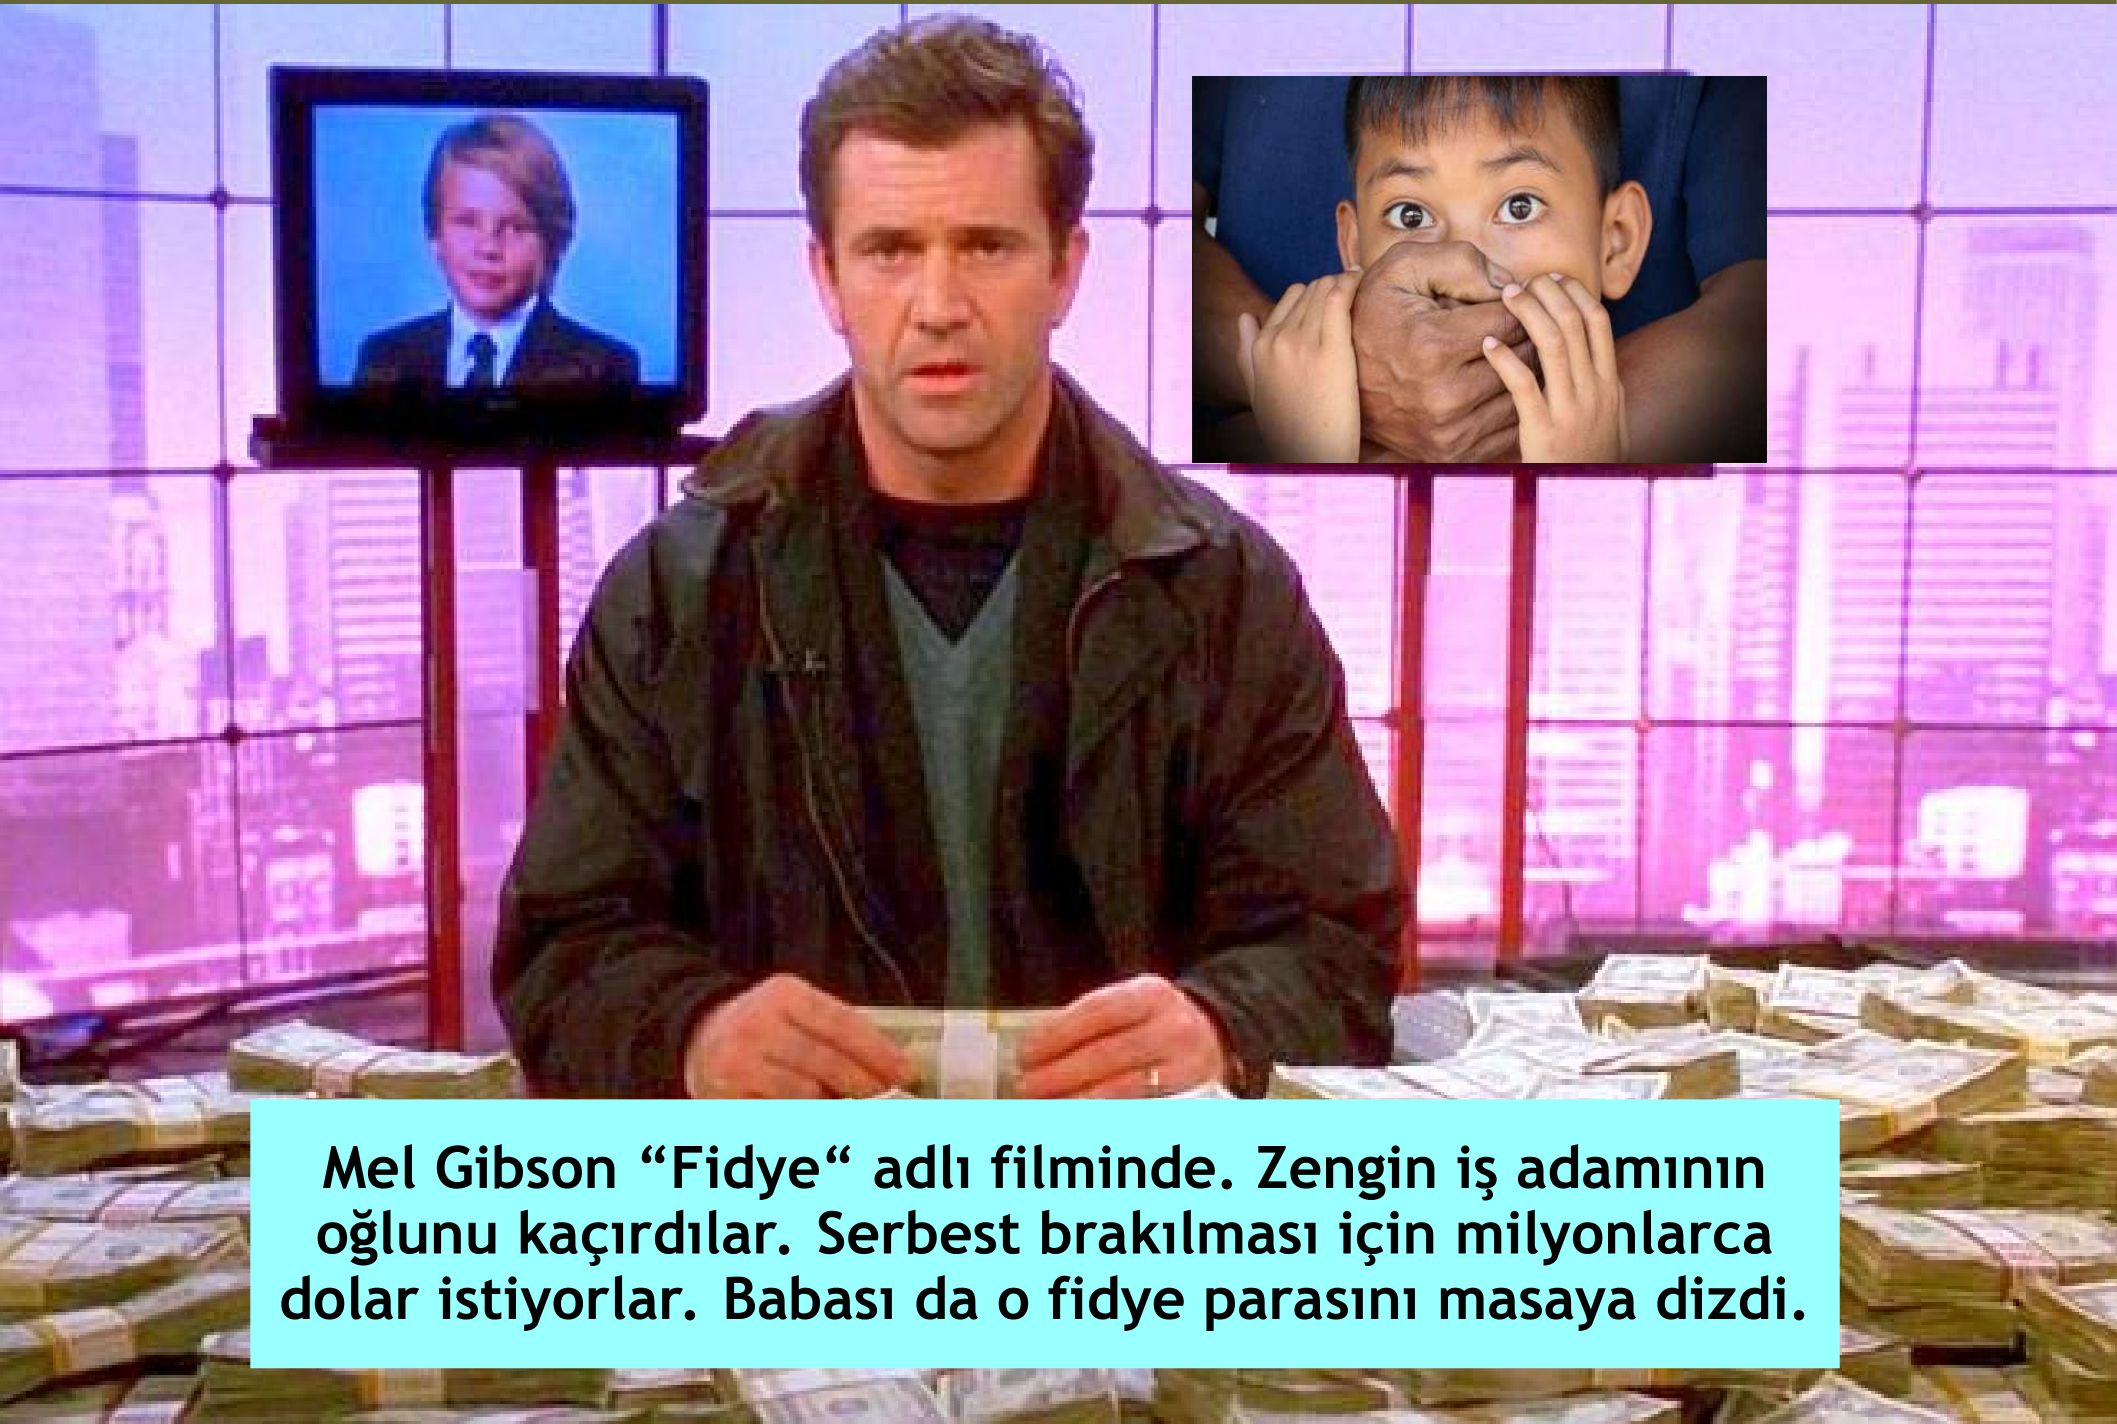 Mel Gibson “Fidye“ adlı filminde. Zengin iş adamının
oğlunu kaçırdılar. Serbest brakılması için milyonlarca
dolar istiyorlar. Babası da o fidye parasını masaya dizdi.